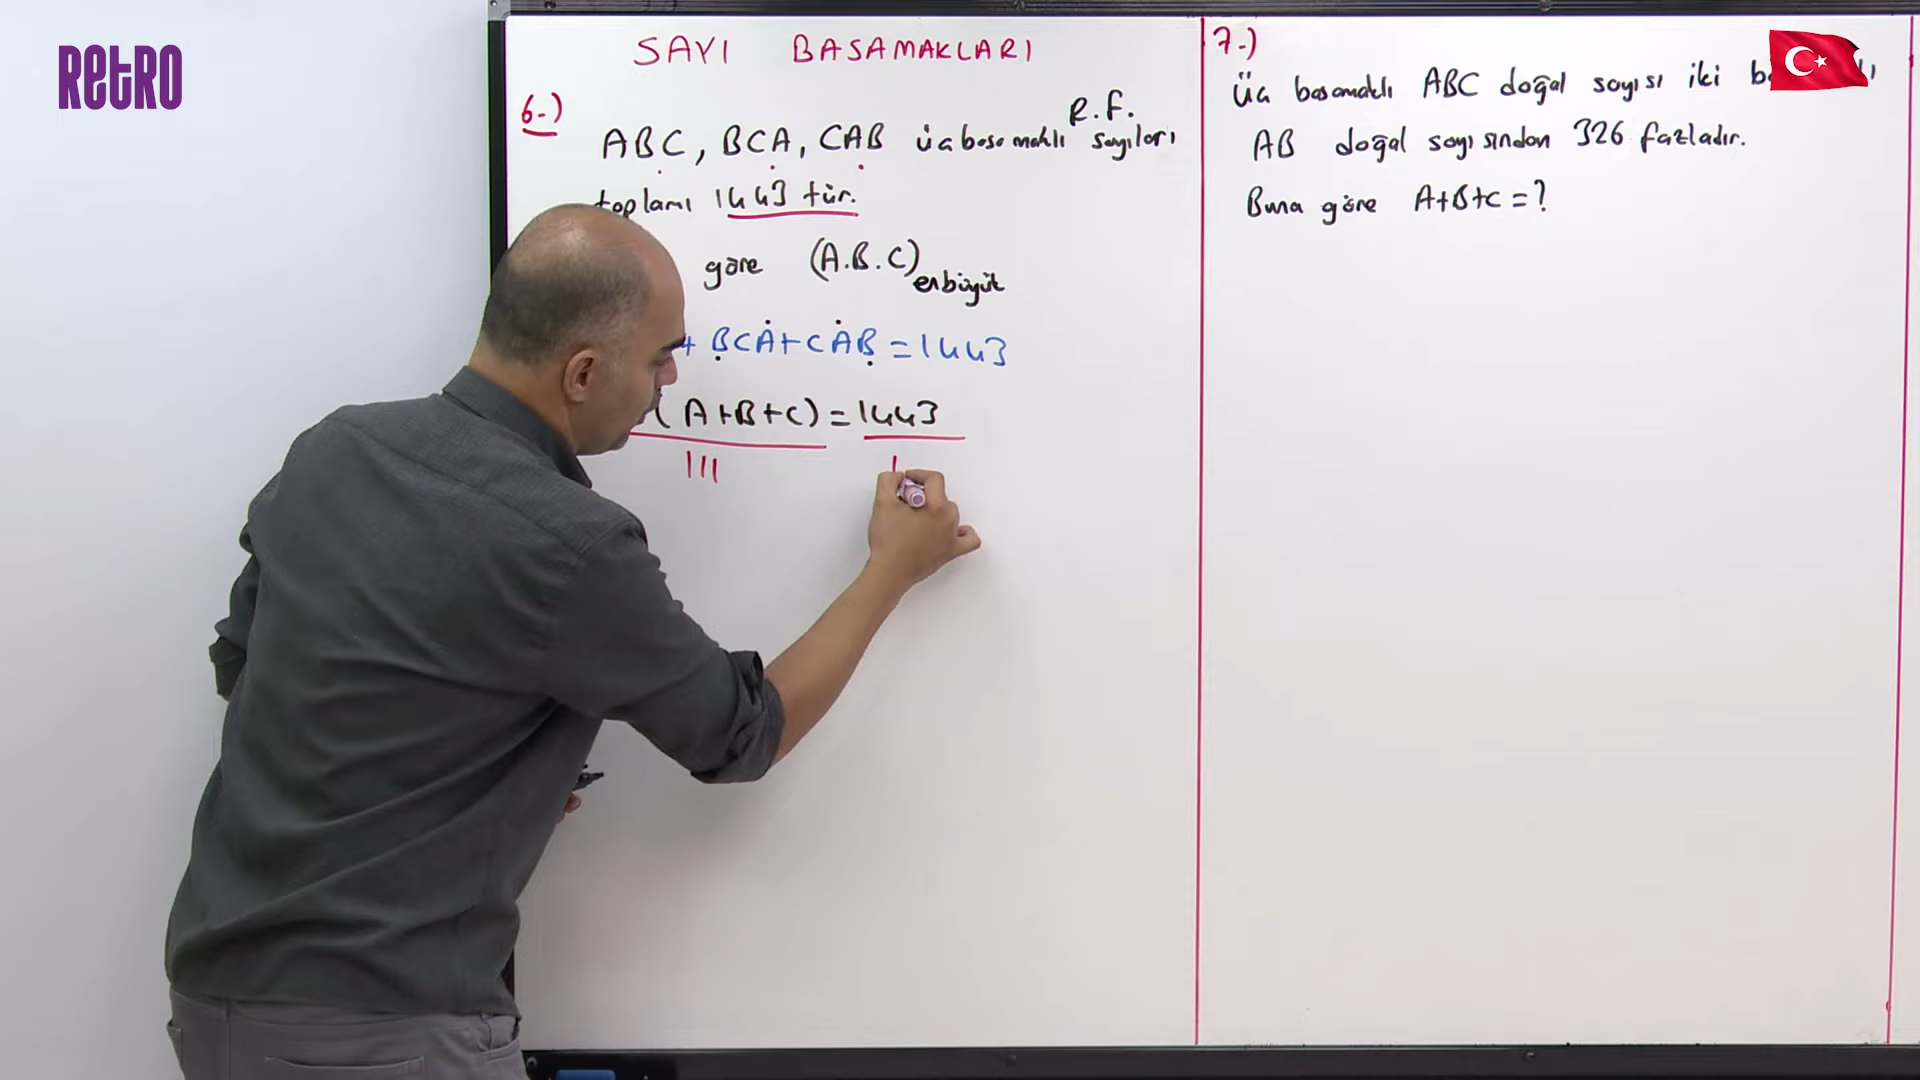 RETRO
SAYI BASAMAKLARI
6-)
R.F.
ABC, BCA, CAB üç basamaklı sayıları
toplamı 1443 tür.
göre (A.B.C) en büyük
+ BCA + CAB = 1443
(A+B+C) = 1443
111
7-)
Üç basamaklı ABC doğal sayısı iki
AB doğal sayısından 326 fazladır.
Buna göre A+B+C = ?